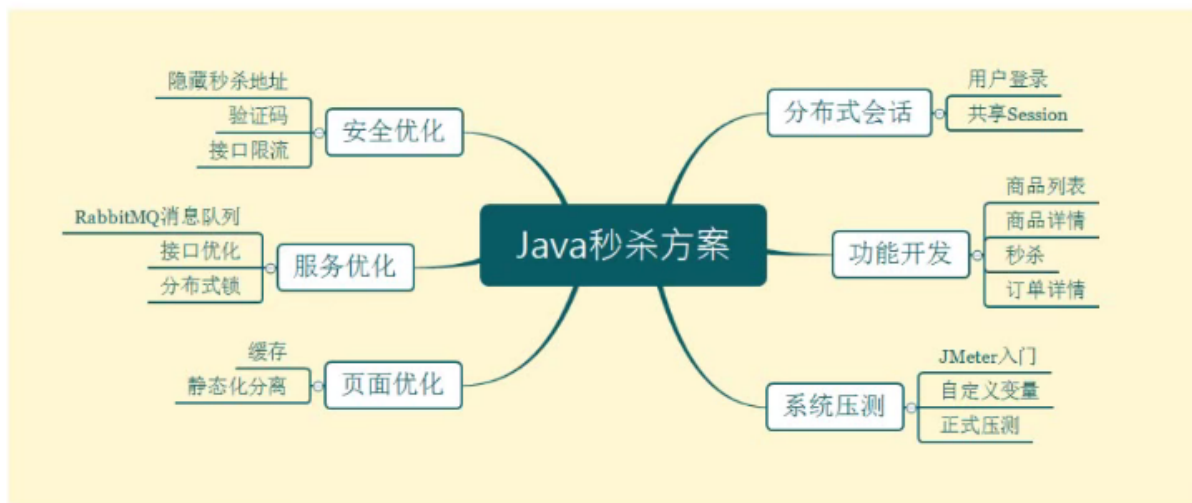 Java秒杀方案
分布式会话
用户登录
共享Session
功能开发
商品列表
商品详情
秒杀
订单详情
系统压测
JMeter入门
自定义变量
正式压测
安全优化
隐藏秒杀地址
验证码
接口限流
服务优化
RabbitMQ消息队列
接口优化
分布式锁
页面优化
缓存
静态化分离